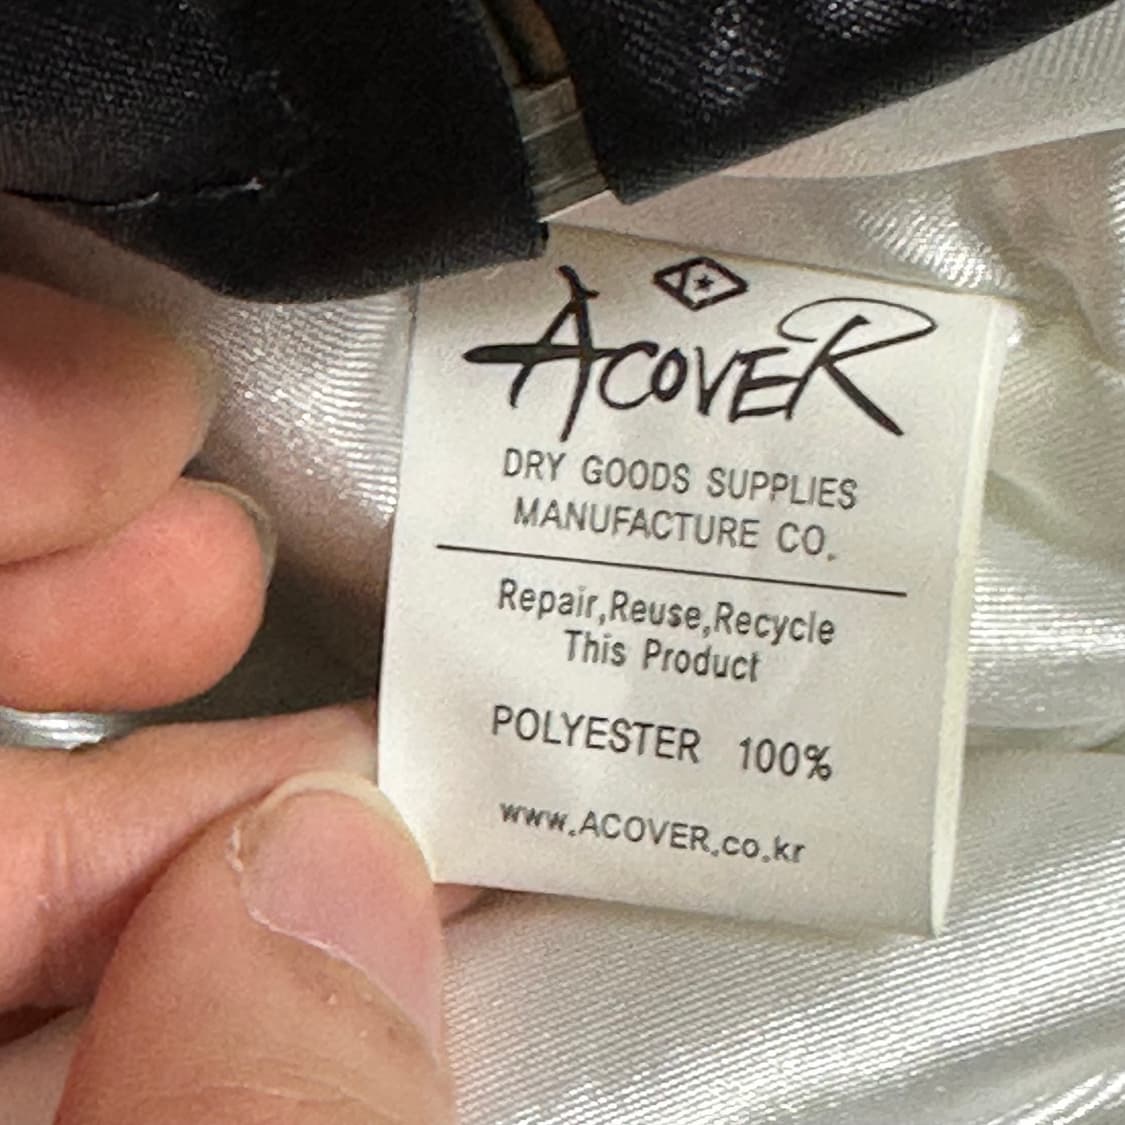 ACOVER
DRY GOODS SUPPLIES
MANUFACTURE CO.
Repair,Reuse,Recycle
This Product
POLYESTER 100%
www.ACOVER.co.kr